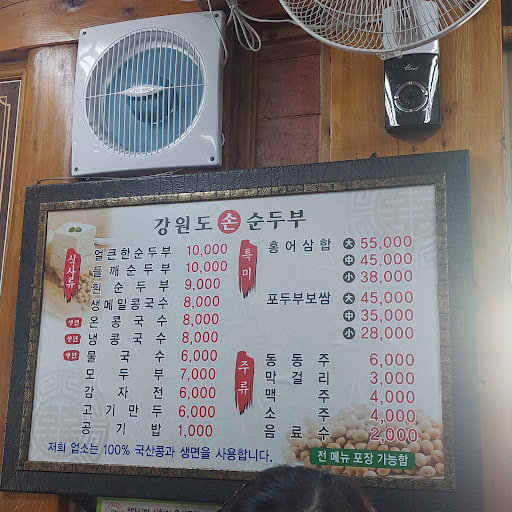 강원도 손 순두부
식사류
얼큰한순두부 10,000
들깨순두부 10,000
흰순두부 9,000
생메밀콩국수 8,000
생면 온콩국수 8,000
생면 냉콩국수 8,000
생면 물국수 6,000
모두부 7,000
감자전 6,000
고기만두 6,000
공기밥 1,000
특미
홍어삼합 大 55,000
中 45,000
小 38,000
포두부보쌈 大 45,000
中 35,000
小 28,000
주류
동동주 6,000
막걸리 3,000
맥주 4,000
소주 4,000
음료수 2,000
저희 업소는 100% 국산콩과 생면을 사용합니다.
전 메뉴 포장 가능함